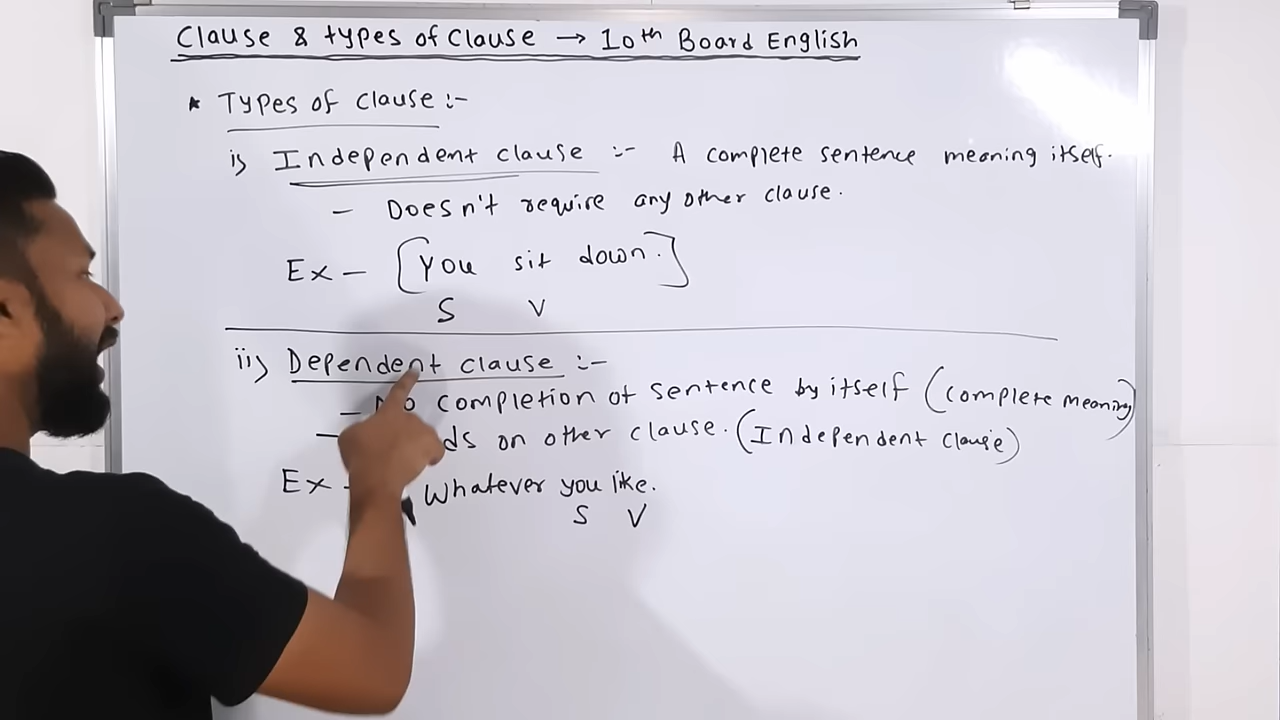 Clause & types of Clause → 10th Board English
* Types of clause :-
i) Independent clause :- A complete sentence meaning itself.
- Doesn't require any other clause.
Ex - [You sit down.]
S V
ii) Dependent clause :-
- No completion of sentence by itself (complete meaning)
- ds on other clause. (Independent clause)
Ex - Whatever you like.
S V